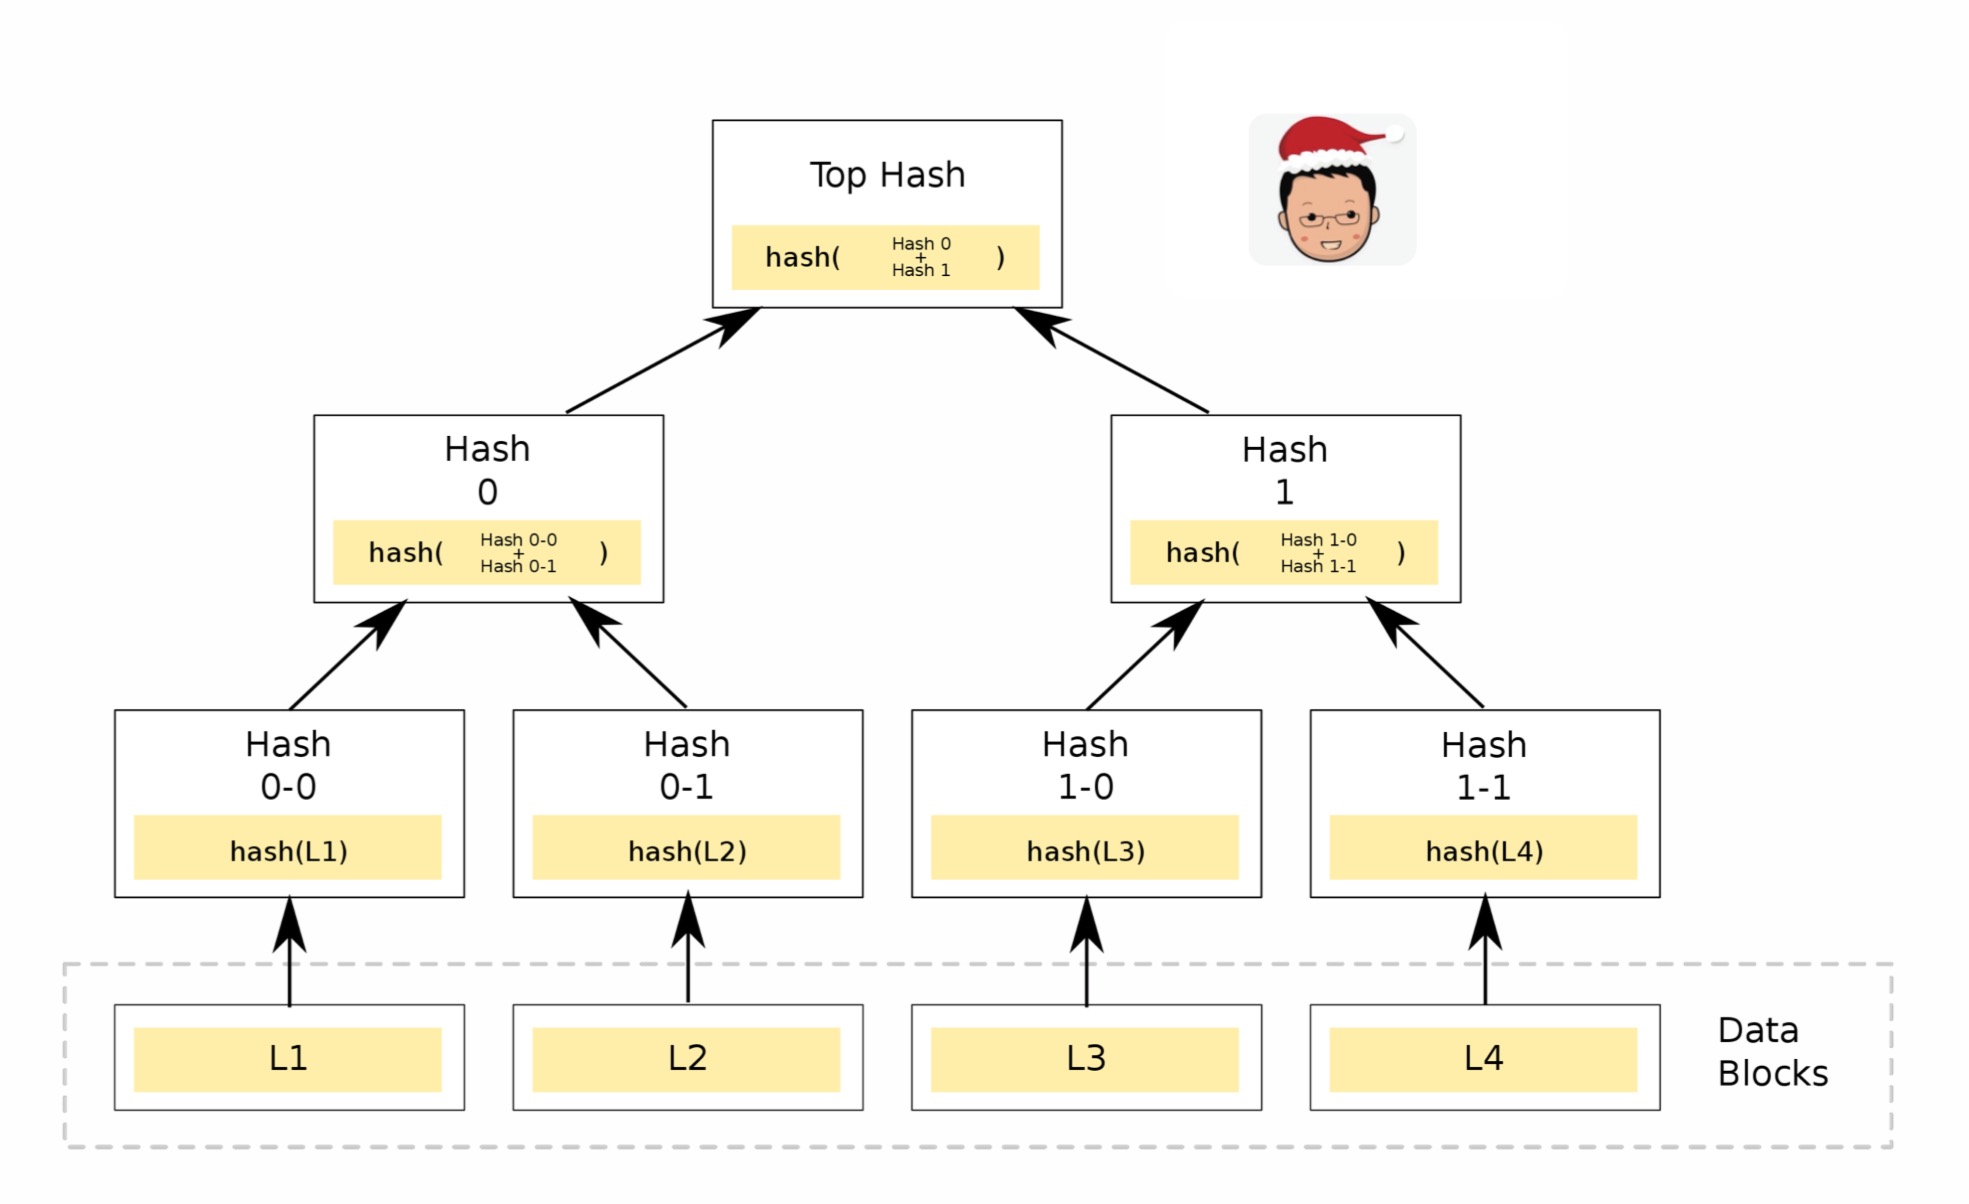 Top Hash
hash( Hash 0 + Hash 1 )
Hash
0
hash( Hash 0-0 + Hash 0-1 )
Hash
1
hash( Hash 1-0 + Hash 1-1 )
Hash
0-0
hash(L1)
Hash
0-1
hash(L2)
Hash
1-0
hash(L3)
Hash
1-1
hash(L4)
L1
L2
L3
L4
Data
Blocks